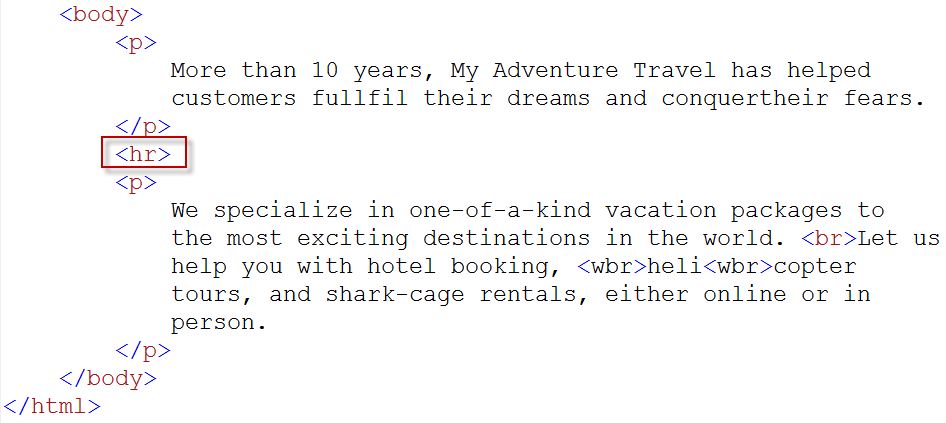 <body>
<p>
More than 10 years, My Adventure Travel has helped
customers fullfil their dreams and conquertheir fears.
</p>
<hr>
<p>
We specialize in one-of-a-kind vacation packages to
the most exciting destinations in the world. <br>Let us
help you with hotel booking, <wbr>heli<wbr>copter
tours, and shark-cage rentals, either online or in
person.
</p>
</body>
</html>